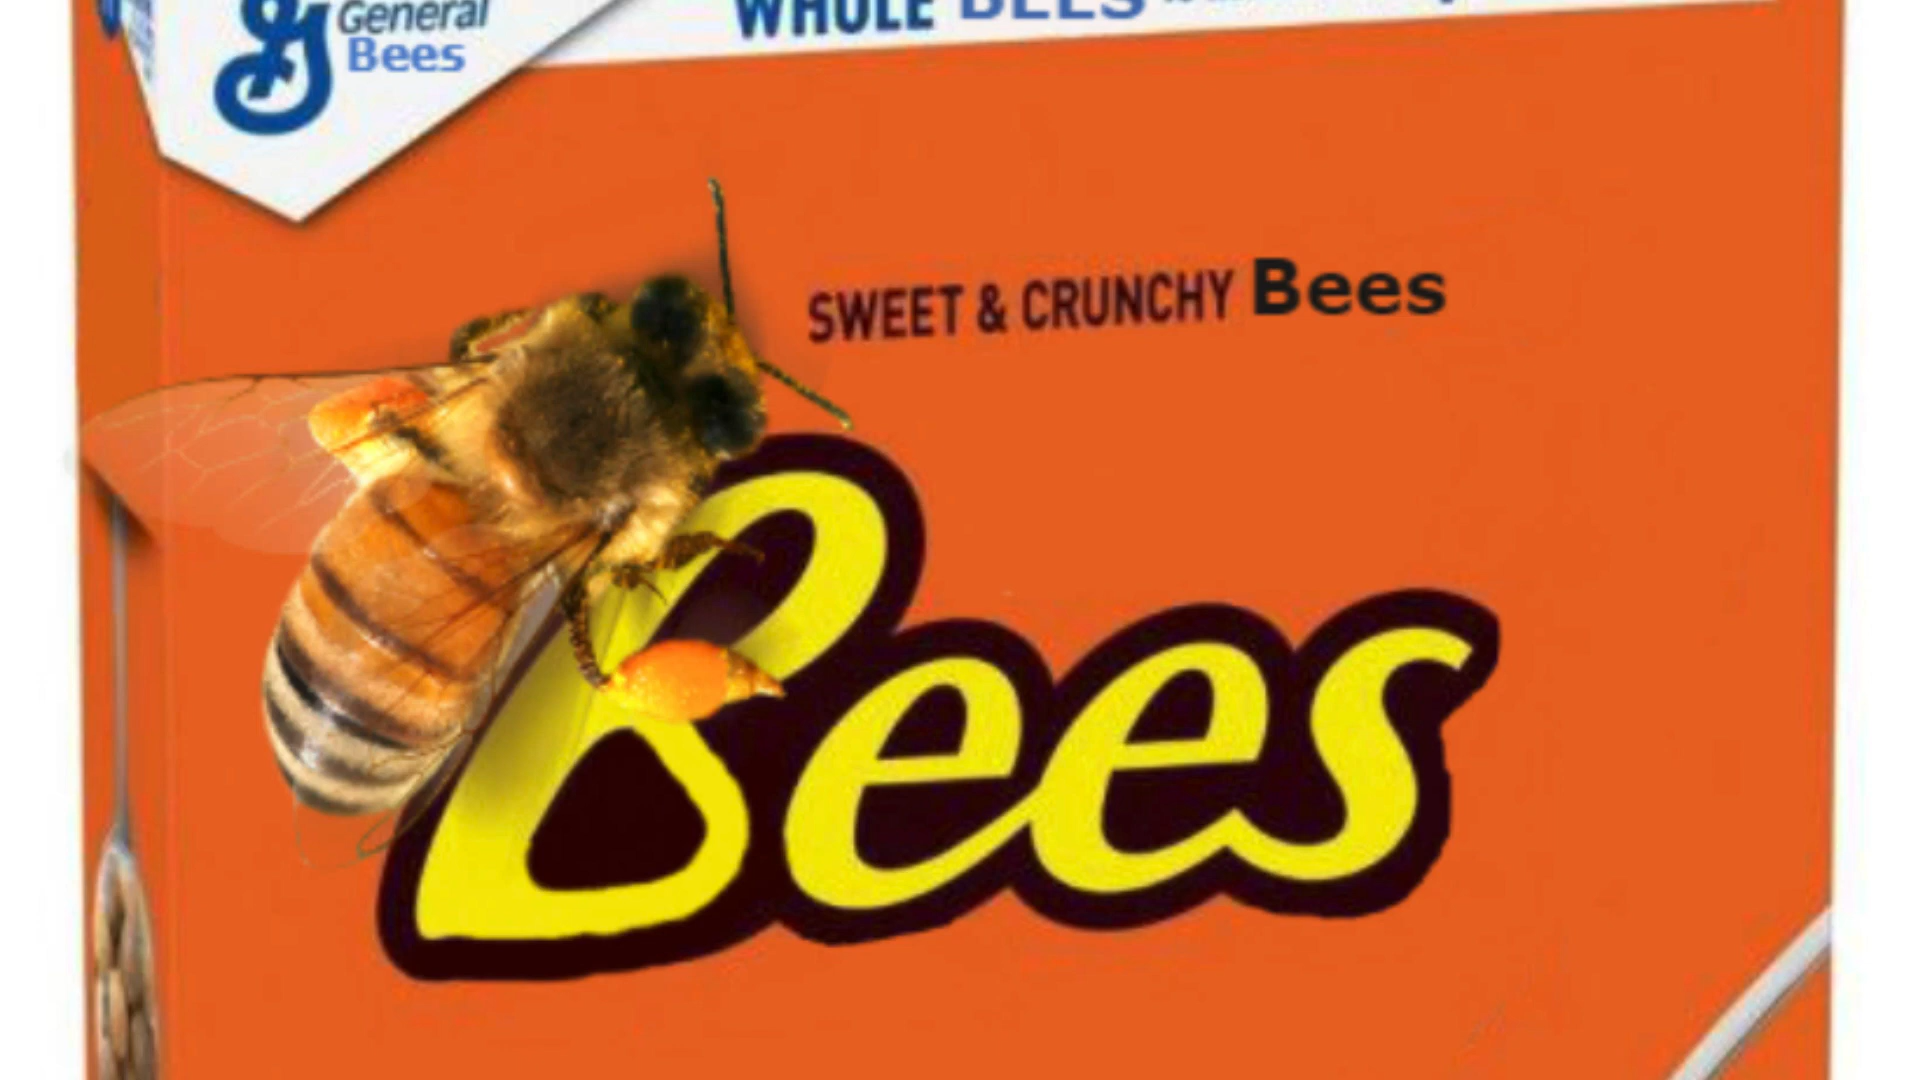 General
Bees
WHOLE BEES
SWEET & CRUNCHY Bees
Bees